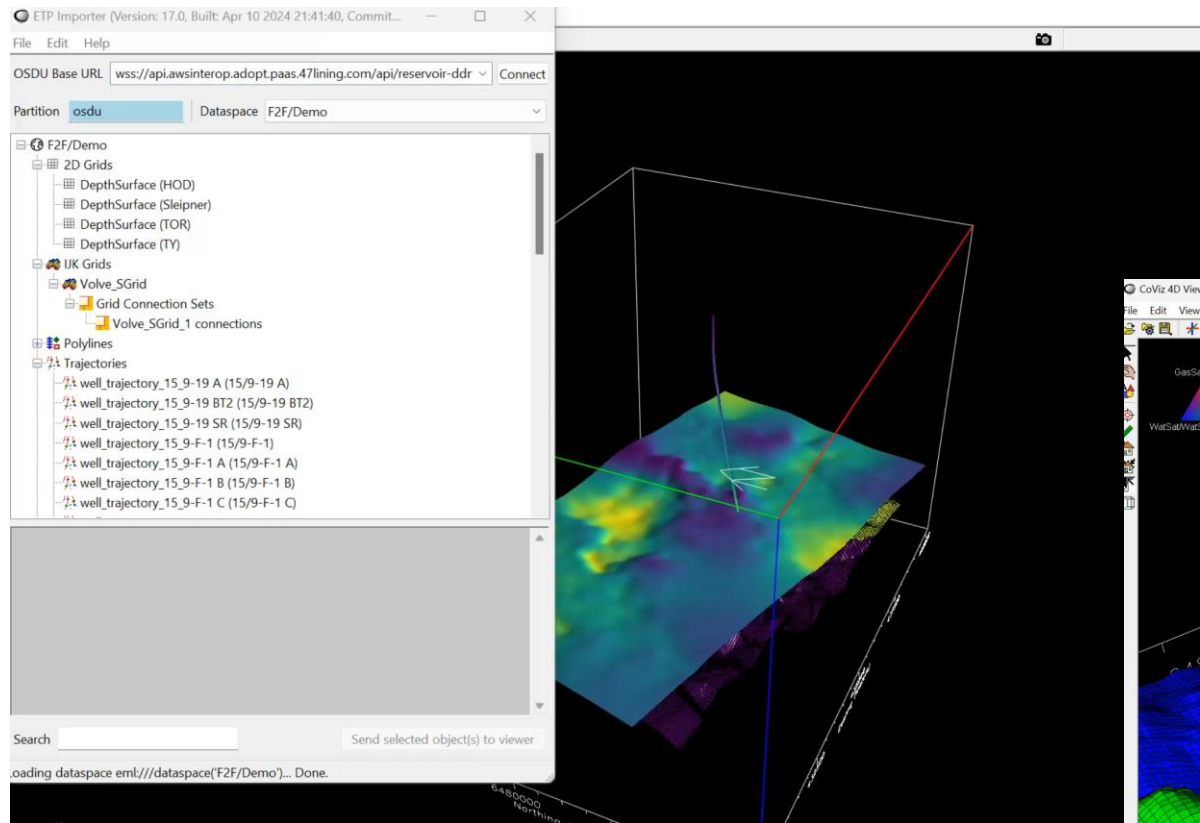 ETP Importer (Version: 17.0, Built: Apr 10 2024 21:41:40, Commit...
File Edit Help
OSDU Base URL wss://api.awsinterop.adopt.paas.47lining.com/api/reservoir-ddr Connect
Partition osdu Dataspace F2F/Demo
F2F/Demo
2D Grids
DepthSurface (HOD)
DepthSurface (Sleipner)
DepthSurface (TOR)
DepthSurface (TY)
IJK Grids
Volve_SGrid
Grid Connection Sets
Volve_SGrid_1 connections
Polylines
Trajectories
well_trajectory_15_9-19 A (15/9-19 A)
well_trajectory_15_9-19 BT2 (15/9-19 BT2)
well_trajectory_15_9-19 SR (15/9-19 SR)
well_trajectory_15_9-F-1 (15/9-F-1)
well_trajectory_15_9-F-1 A (15/9-F-1 A)
well_trajectory_15_9-F-1 B (15/9-F-1 B)
well_trajectory_15_9-F-1 C (15/9-F-1 C)
Search Send selected object(s) to viewer
oading dataspace eml:///dataspace('F2F/Demo')... Done.
6480000
Northing
CoViz 4D View
File Edit View
GasSa
WatSat/WatS